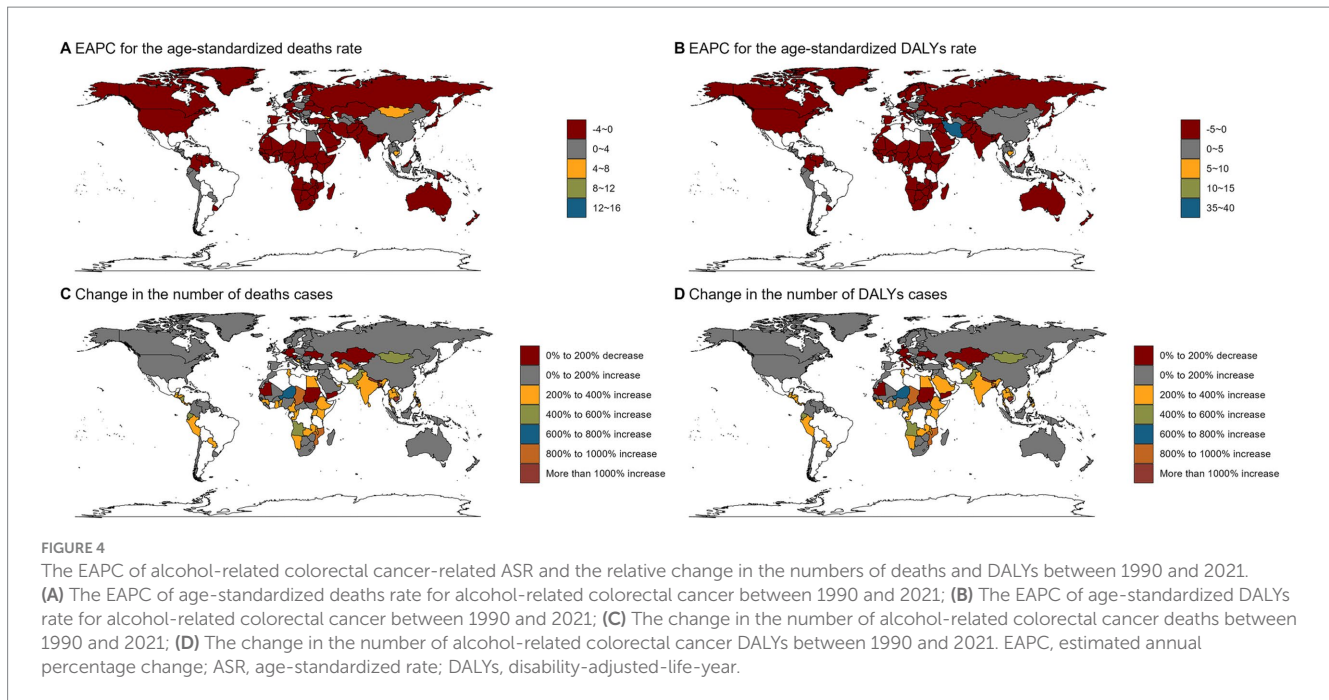 A EAPC for the age-standardized deaths rate
-4~0
0~4
4~8
8~12
12~16
B EAPC for the age-standardized DALYs rate
-5~0
0~5
5~10
10~15
35~40
C Change in the number of deaths cases
0% to 200% decrease
0% to 200% increase
200% to 400% increase
400% to 600% increase
600% to 800% increase
800% to 1000% increase
More than 1000% increase
D Change in the number of DALYs cases
0% to 200% decrease
0% to 200% increase
200% to 400% increase
400% to 600% increase
600% to 800% increase
800% to 1000% increase
More than 1000% increase
FIGURE 4
The EAPC of alcohol-related colorectal cancer-related ASR and the relative change in the numbers of deaths and DALYs between 1990 and 2021.
(A) The EAPC of age-standardized deaths rate for alcohol-related colorectal cancer between 1990 and 2021; (B) The EAPC of age-standardized DALYs
rate for alcohol-related colorectal cancer between 1990 and 2021; (C) The change in the number of alcohol-related colorectal cancer deaths between
1990 and 2021; (D) The change in the number of alcohol-related colorectal cancer DALYs between 1990 and 2021. EAPC, estimated annual
percentage change; ASR, age-standardized rate; DALYs, disability-adjusted-life-year.